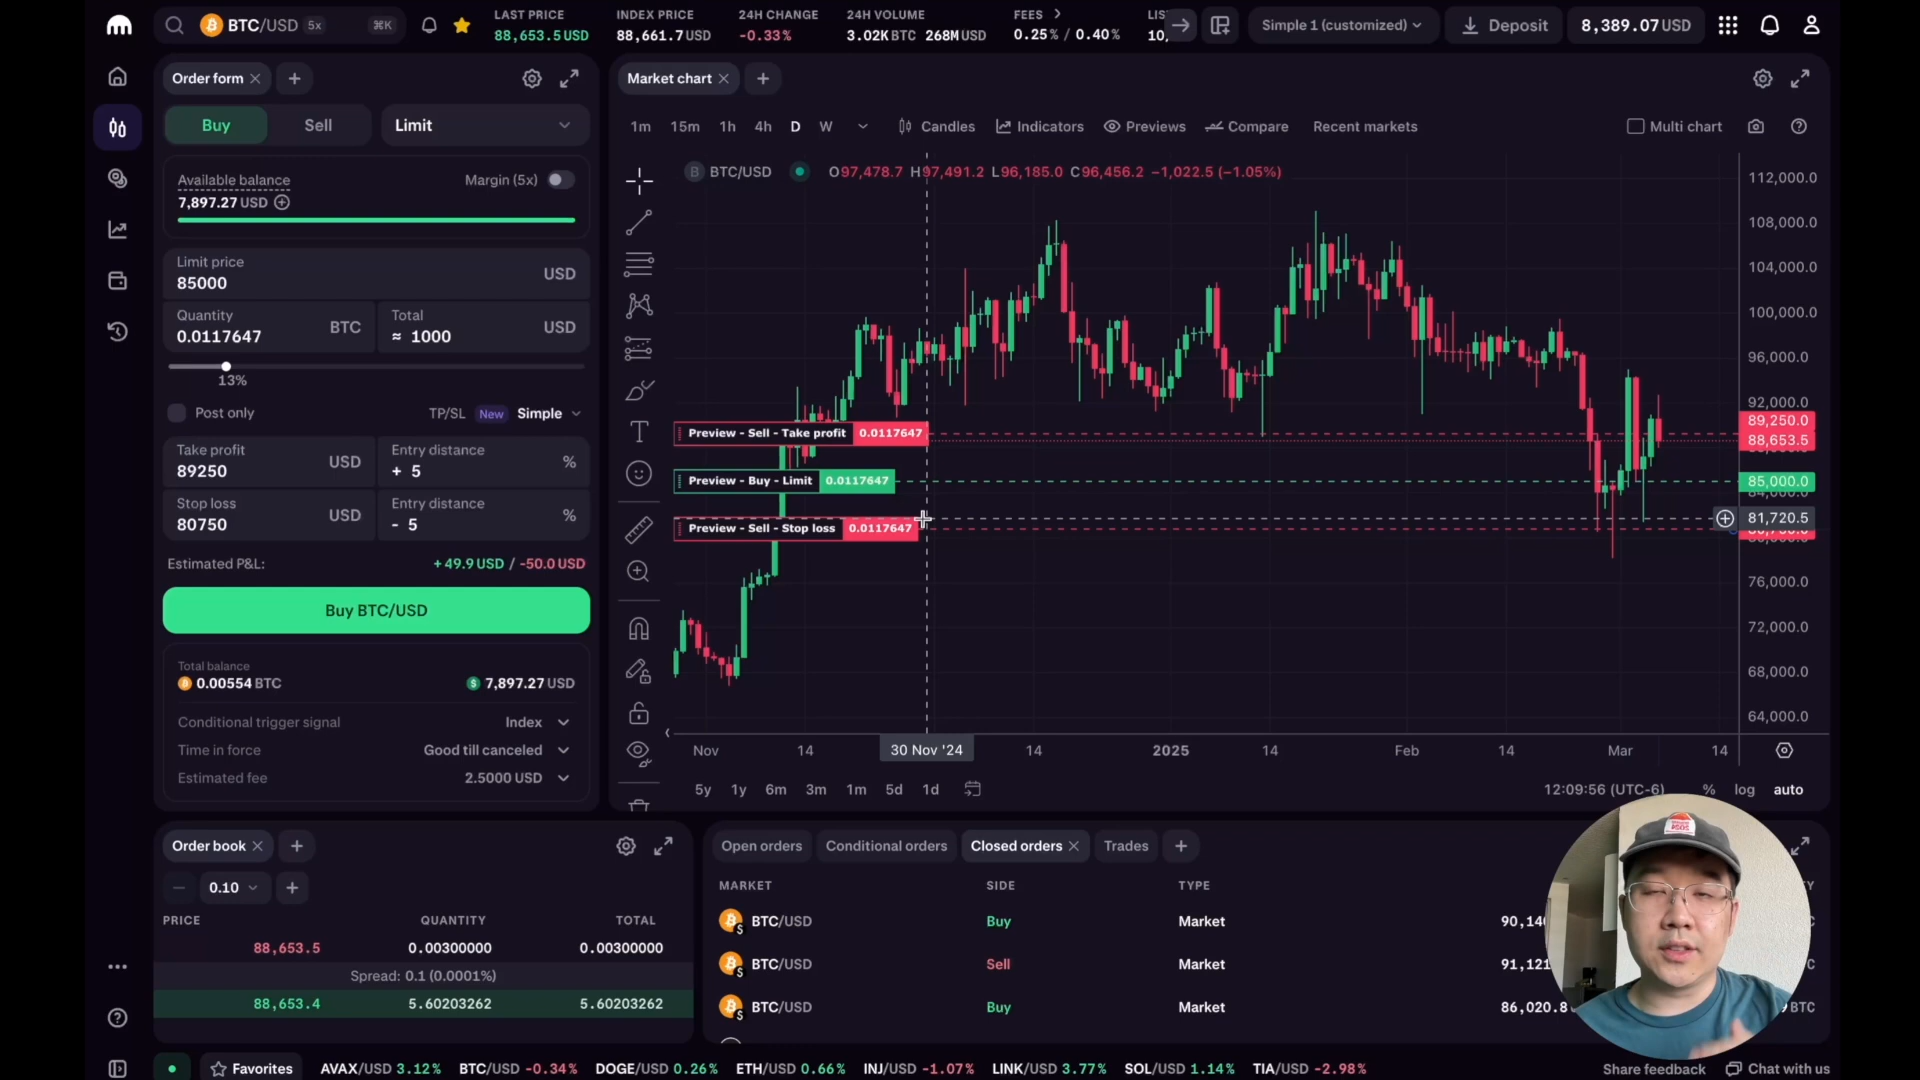 BTC/USD 5x ⌘K
LAST PRICE
88,653.5 USD
INDEX PRICE
88,661.7 USD
24H CHANGE
-0.33%
24H VOLUME
3.02K BTC 268M USD
FEES
0.25% / 0.40%
LIS
10,
Simple 1 (customized)
Deposit
8,389.07 USD
Order form
Market chart
Buy
Sell
Limit
Available balance
Margin (5x)
7,897.27 USD
Limit price
85000
USD
Quantity
0.0117647
BTC
Total
≈ 1000
USD
13%
Post only
TP/SL New Simple
Take profit
89250
USD
Entry distance
+ 5
%
Stop loss
80750
USD
Entry distance
- 5
%
Estimated P&L:
+49.9 USD / -50.0 USD
Buy BTC/USD
Total balance
0.00554 BTC
7,897.27 USD
Conditional trigger signal
Index
Time in force
Good till canceled
Estimated fee
2.5000 USD
1m 15m 1h 4h D W
Candles
Indicators
Previews
Compare
Recent markets
Multi chart
B BTC/USD
O97,478.7 H97,491.2 L96,185.0 C96,456.2 −1,022.5 (−1.05%)
112,000.0
108,000.0
104,000.0
100,000.0
96,000.0
92,000.0
89,250.0
88,653.5
85,000.0
81,720.5
76,000.0
72,000.0
68,000.0
64,000.0
Preview - Sell - Take profit 0.0117647
Preview - Buy - Limit 0.0117647
Preview - Sell - Stop loss 0.0117647
Nov 14 30 Nov '24 14 2025 14 Feb 14 Mar 14
5y 1y 6m 3m 1m 5d 1d
12:09:56 (UTC-6)
% log auto
Order book
0.10
PRICE QUANTITY TOTAL
88,653.5 0.00300000 0.00300000
Spread: 0.1 (0.0001%)
88,653.4 5.60203262 5.60203262
Open orders
Conditional orders
Closed orders
Trades
MARKET SIDE TYPE
BTC/USD Buy Market 90,14
BTC/USD Sell Market 91,121
BTC/USD Buy Market 86,020.8 BTC
Favorites
AVAX/USD 3.12%
BTC/USD -0.34%
DOGE/USD 0.26%
ETH/USD 0.66%
INJ/USD -1.07%
LINK/USD 3.77%
SOL/USD 1.14%
TIA/USD -2.98%
Share feedback
Chat with us